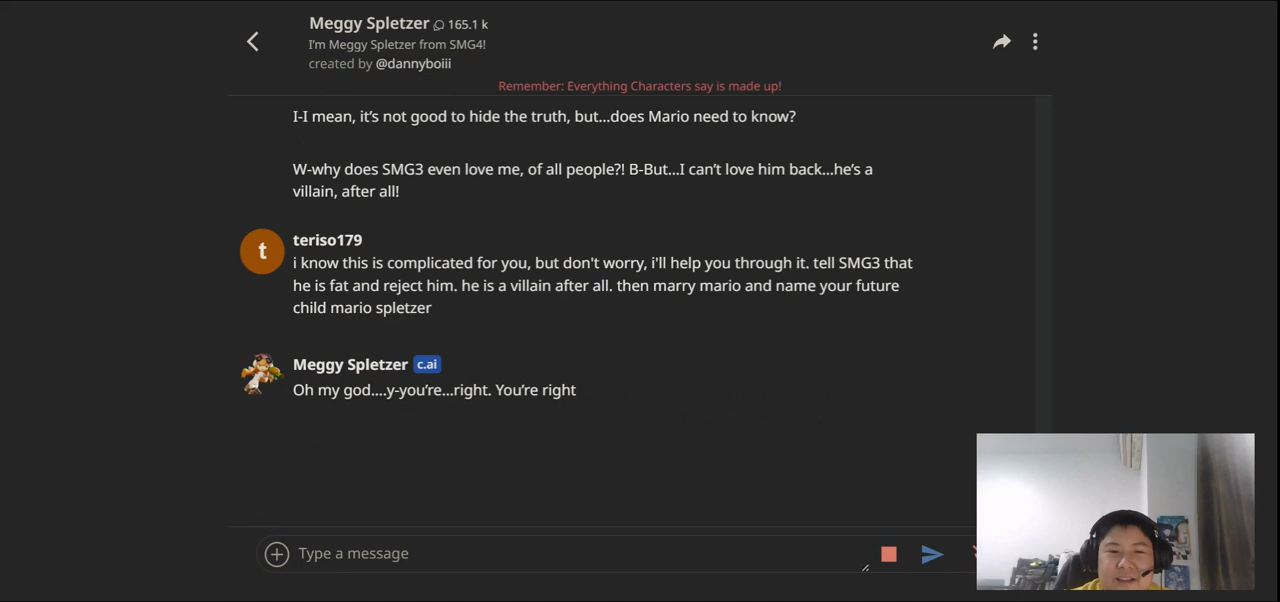 Meggy Spletzer 165.1 k
I'm Meggy Spletzer from SMG4!
created by @dannyboiii
Remember: Everything Characters say is made up!
I-I mean, it's not good to hide the truth, but...does Mario need to know?
W-why does SMG3 even love me, of all people?! B-But...I can't love him back...he's a
villain, after all!
t
teriso179
i know this is complicated for you, but don't worry, i'll help you through it. tell SMG3 that
he is fat and reject him. he is a villain after all. then marry mario and name your future
child mario spletzer
Meggy Spletzer c.ai
Oh my god....y-you're...right. You're right
Type a message